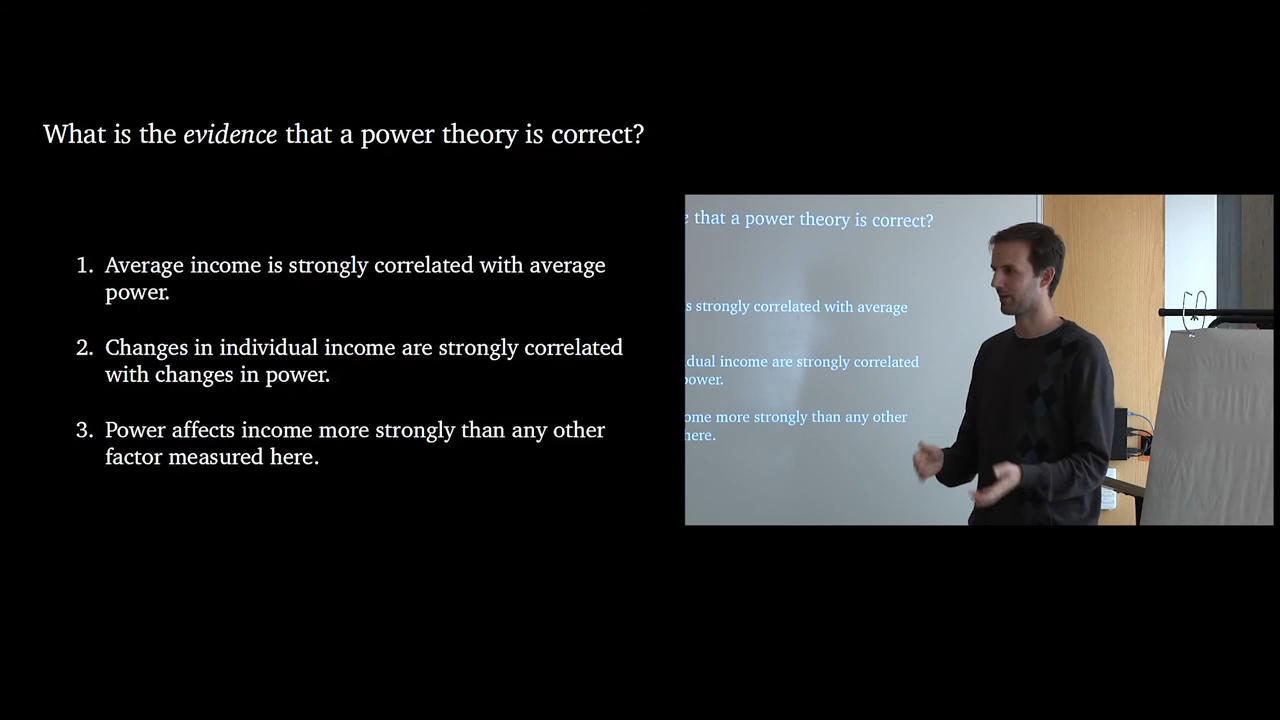 What is the evidence that a power theory is correct?
1. Average income is strongly correlated with average
power.
2. Changes in individual income are strongly correlated
with changes in power.
3. Power affects income more strongly than any other
factor measured here.
e that a power theory is correct?
s strongly correlated with average
dual income are strongly correlated
power.
ome more strongly than any other
here.